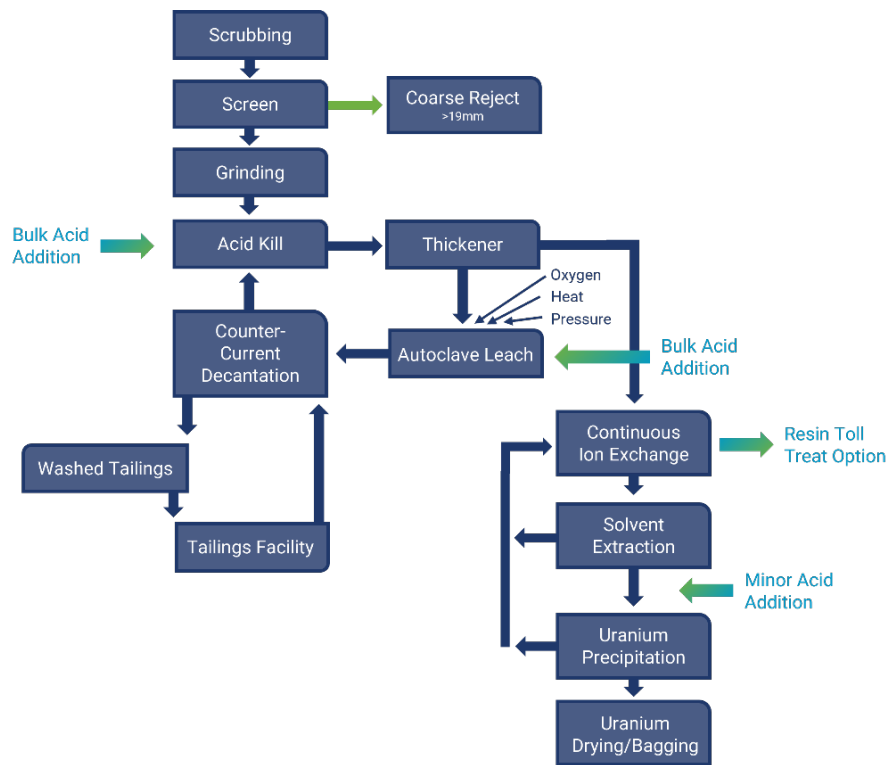 Scrubbing
Screen
Coarse Reject
>19mm
Grinding
Bulk Acid
Addition
Acid Kill
Thickener
Oxygen
Heat
Pressure
Counter-
Current
Decantation
Autoclave Leach
Bulk Acid
Addition
Continuous
Ion Exchange
Resin Toll
Treat Option
Washed Tailings
Tailings Facility
Solvent
Extraction
Minor Acid
Addition
Uranium
Precipitation
Uranium
Drying/Bagging